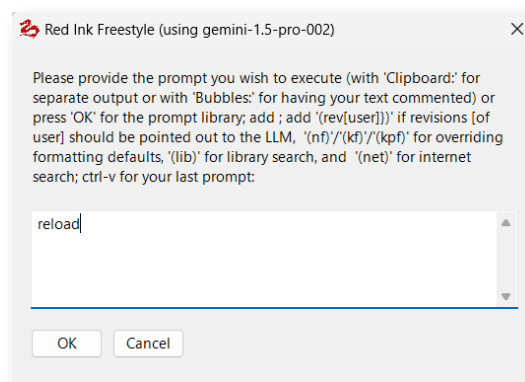 Red Ink Freestyle (using gemini-1.5-pro-002)
Please provide the prompt you wish to execute (with 'Clipboard:' for
separate output or with 'Bubbles:' for having your text commented) or
press 'OK' for the prompt library; add ; add '(rev[user]))' if revisions [of
user] should be pointed out to the LLM,  '(nf)'/'(kf)'/'(kpf)' for overriding
formatting defaults, '(lib)' for library search, and  '(net)' for internet
search; ctrl-v for your last prompt:
reload
OK Cancel